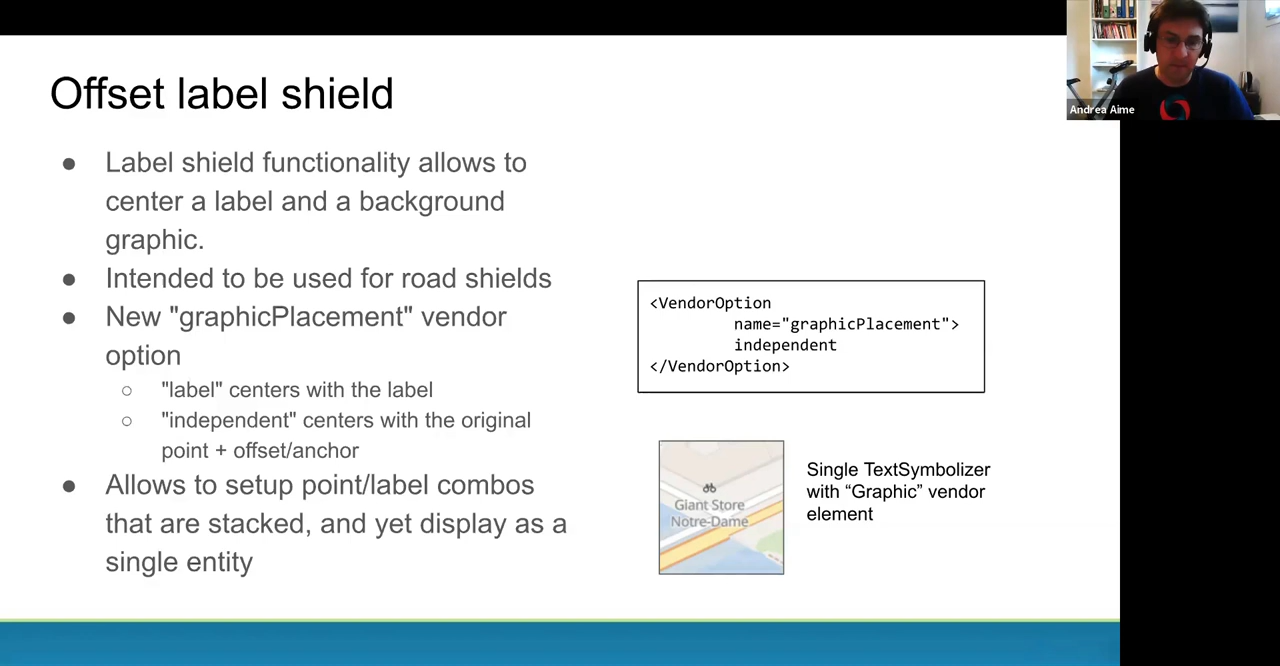 Offset label shield
● Label shield functionality allows to
center a label and a background
graphic.
● Intended to be used for road shields
● New "graphicPlacement" vendor
option
○ "label" centers with the label
○ "independent" centers with the original
point + offset/anchor
● Allows to setup point/label combos
that are stacked, and yet display as a
single entity
<VendorOption
name="graphicPlacement">
independent
</VendorOption>
Giant Store
Notre-Dame
Single TextSymbolizer
with “Graphic” vendor
element
Andrea Aime